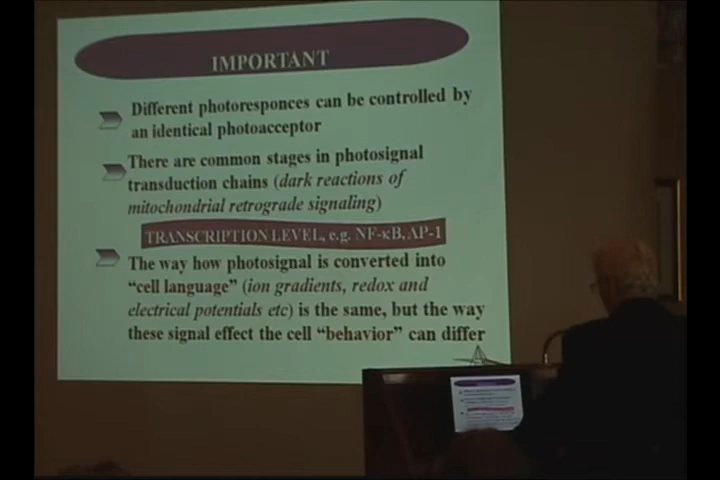 IMPORTANT
Different photoresponces can be controlled by
an identical photoacceptor
There are common stages in photosignal
transduction chains (dark reactions of
mitochondrial retrograde signaling)
TRANSCRIPTION LEVEL, e.g. NF-κB, AP-1
The way how photosignal is converted into
“cell language” (ion gradients, redox and
electrical potentials etc) is the same, but the way
these signal effect the cell “behavior” can differ